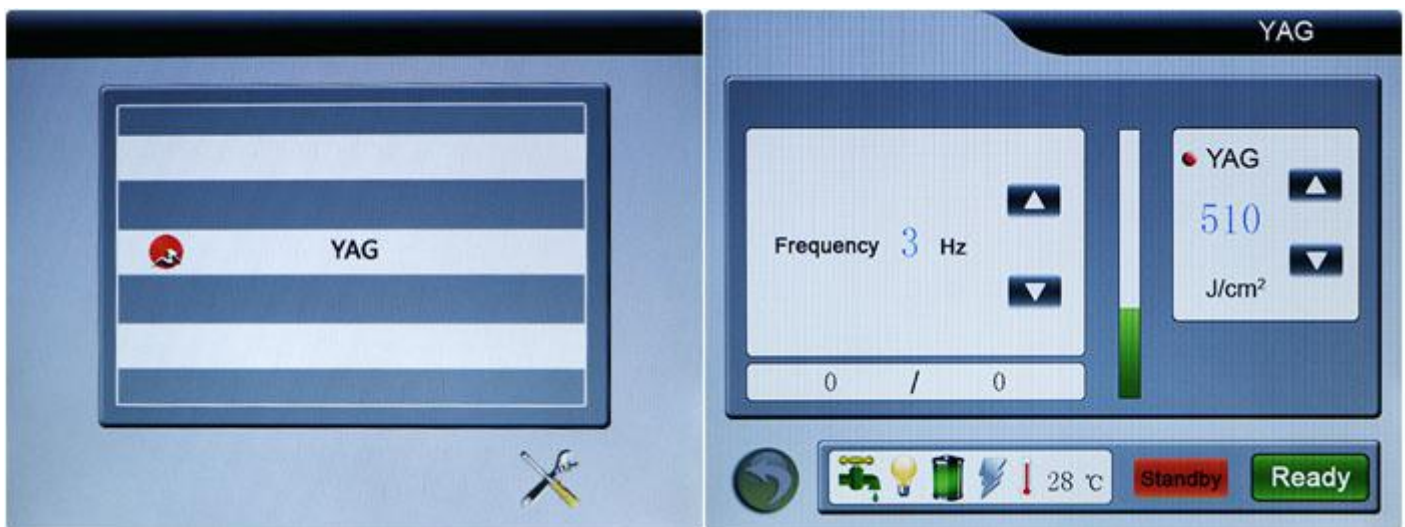 YAG
YAG
YAG
510
J/cm²
Frequency 3 Hz
0 / 0
28 ℃
Standby
Ready